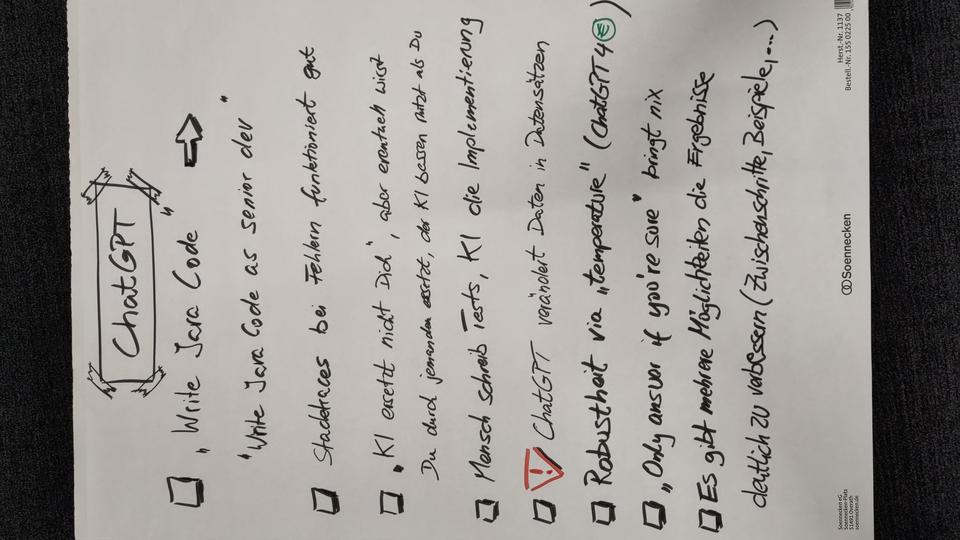 ChatGPT
„Write Java Code" ⇨
"Write Java Code as senior dev"
Stacktraces bei Fehlern funktioniert gut
„KI ersetzt nicht Dich", aber eventuell wirst
Du durch jemanden ersetzt, der KI besser nutzt als Du
Mensch schreib Tests, KI die Implementierung
! ChatGPT verändert Daten in Datensätzen
Robustheit via „temperature" (ChatGPT4 €)
„Only answer if you're sure" bringt nix
Es gibt mehrere Möglichkeiten die Ergebnisse
deutlich zu verbessern (Zwischenschritte, Beispiele,...)
Soennecken eG
Soennecken-Platz
51491 Overath
soennecken.de
Soennecken
Herst.-Nr. 1137
Bestell.-Nr. 155 0225 00